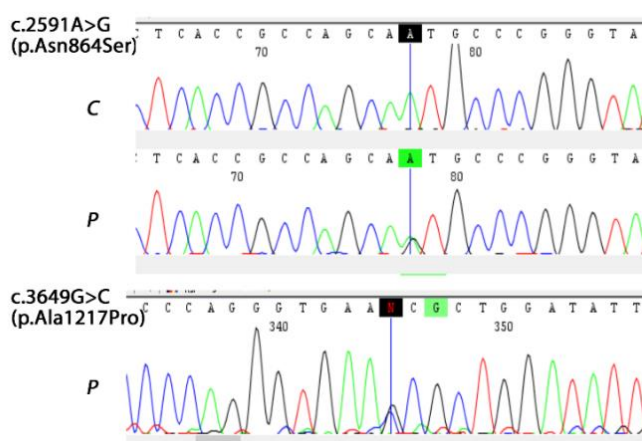 c.2591A>G
(p.Asn864Ser)
T C A C C G C C A G C A A T G C C C G G G T A
70 80
C
T C A C C G C C A G C A A T G C C C G G G T A
70 80
P
c.3649G>C
(p.Ala1217Pro)
C C C A G G G T G A A N C G C T G G A T A T T
340 350
P